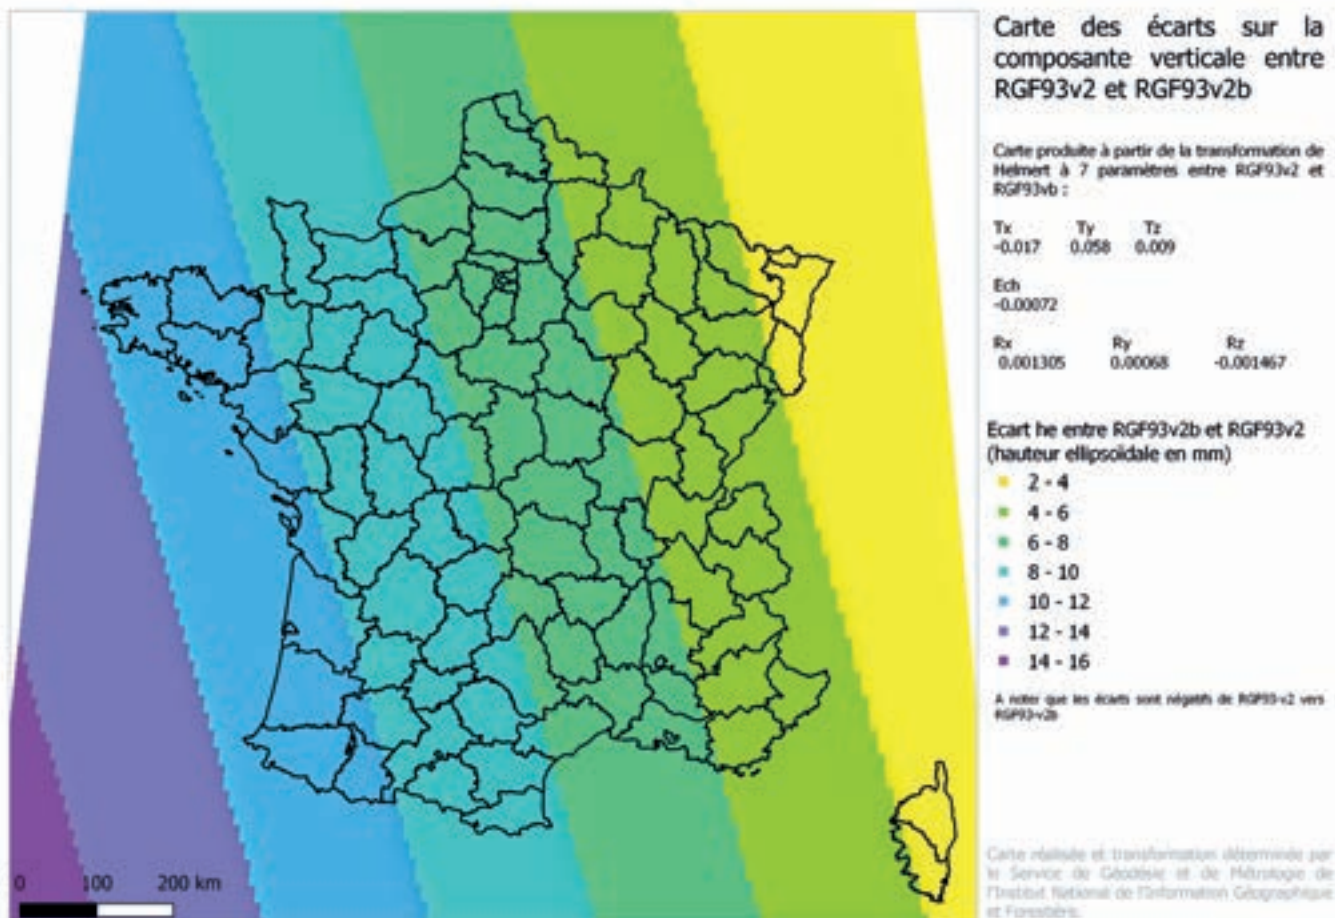 Carte des écarts sur la
composante verticale entre
RGF93v2 et RGF93v2b
Carte produite à partir de la transformation de
Helmert à 7 paramètres entre RGF93v2 et
RGF93vb :
Tx Ty Tz
-0.017 0.058 0.009
Ech
-0.00072
Rx Ry Rz
0.001305 0.00068 -0.001467
Ecart he entre RGF93v2b et RGF93v2
(hauteur ellipsoïdale en mm)
2 - 4
4 - 6
6 - 8
8 - 10
10 - 12
12 - 14
14 - 16
A noter que les écarts sont négatifs de RGF93-v2 vers
RGF93-v2b
0 100 200 km
Carte réalisée et transformation déterminée par
le Service de Géodésie et de Métrologie de
l'Institut National de l'Information Géographique
et Forestière.